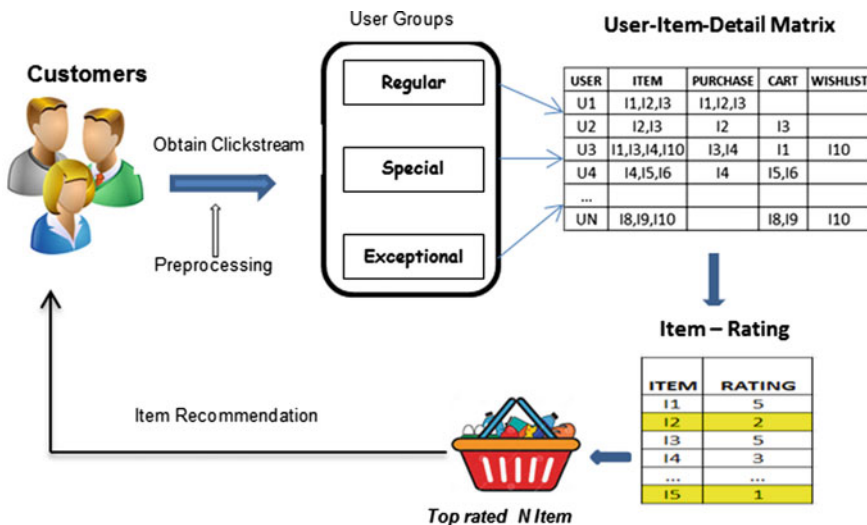 User Groups
User-Item-Detail Matrix
Customers
Obtain Clickstream
Preprocessing
Regular
Special
Exceptional
USER ITEM PURCHASE CART WISHLIST
U1 I1,I2,I3 I1,I2,I3
U2 I2,I3 I2 I3
U3 I1,I3,I4,I10 I3,I4 I1 I10
U4 I4,I5,I6 I4 I5,I6
...
UN I8,I9,I10 I8,I9 I10
Item – Rating
ITEM RATING
I1 5
I2 2
I3 5
I4 3
... ...
I5 1
Item Recommendation
Top rated N Item